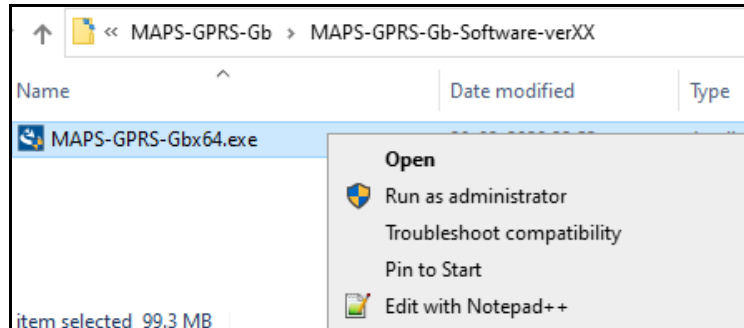 MAPS-GPRS-Gb MAPS-GPRS-Gb-Software-verXX
Name Date modified Type
MAPS-GPRS-Gbx64.exe
Open
Run as administrator
Troubleshoot compatibility
Pin to Start
Edit with Notepad++
item selected 99.3 MB